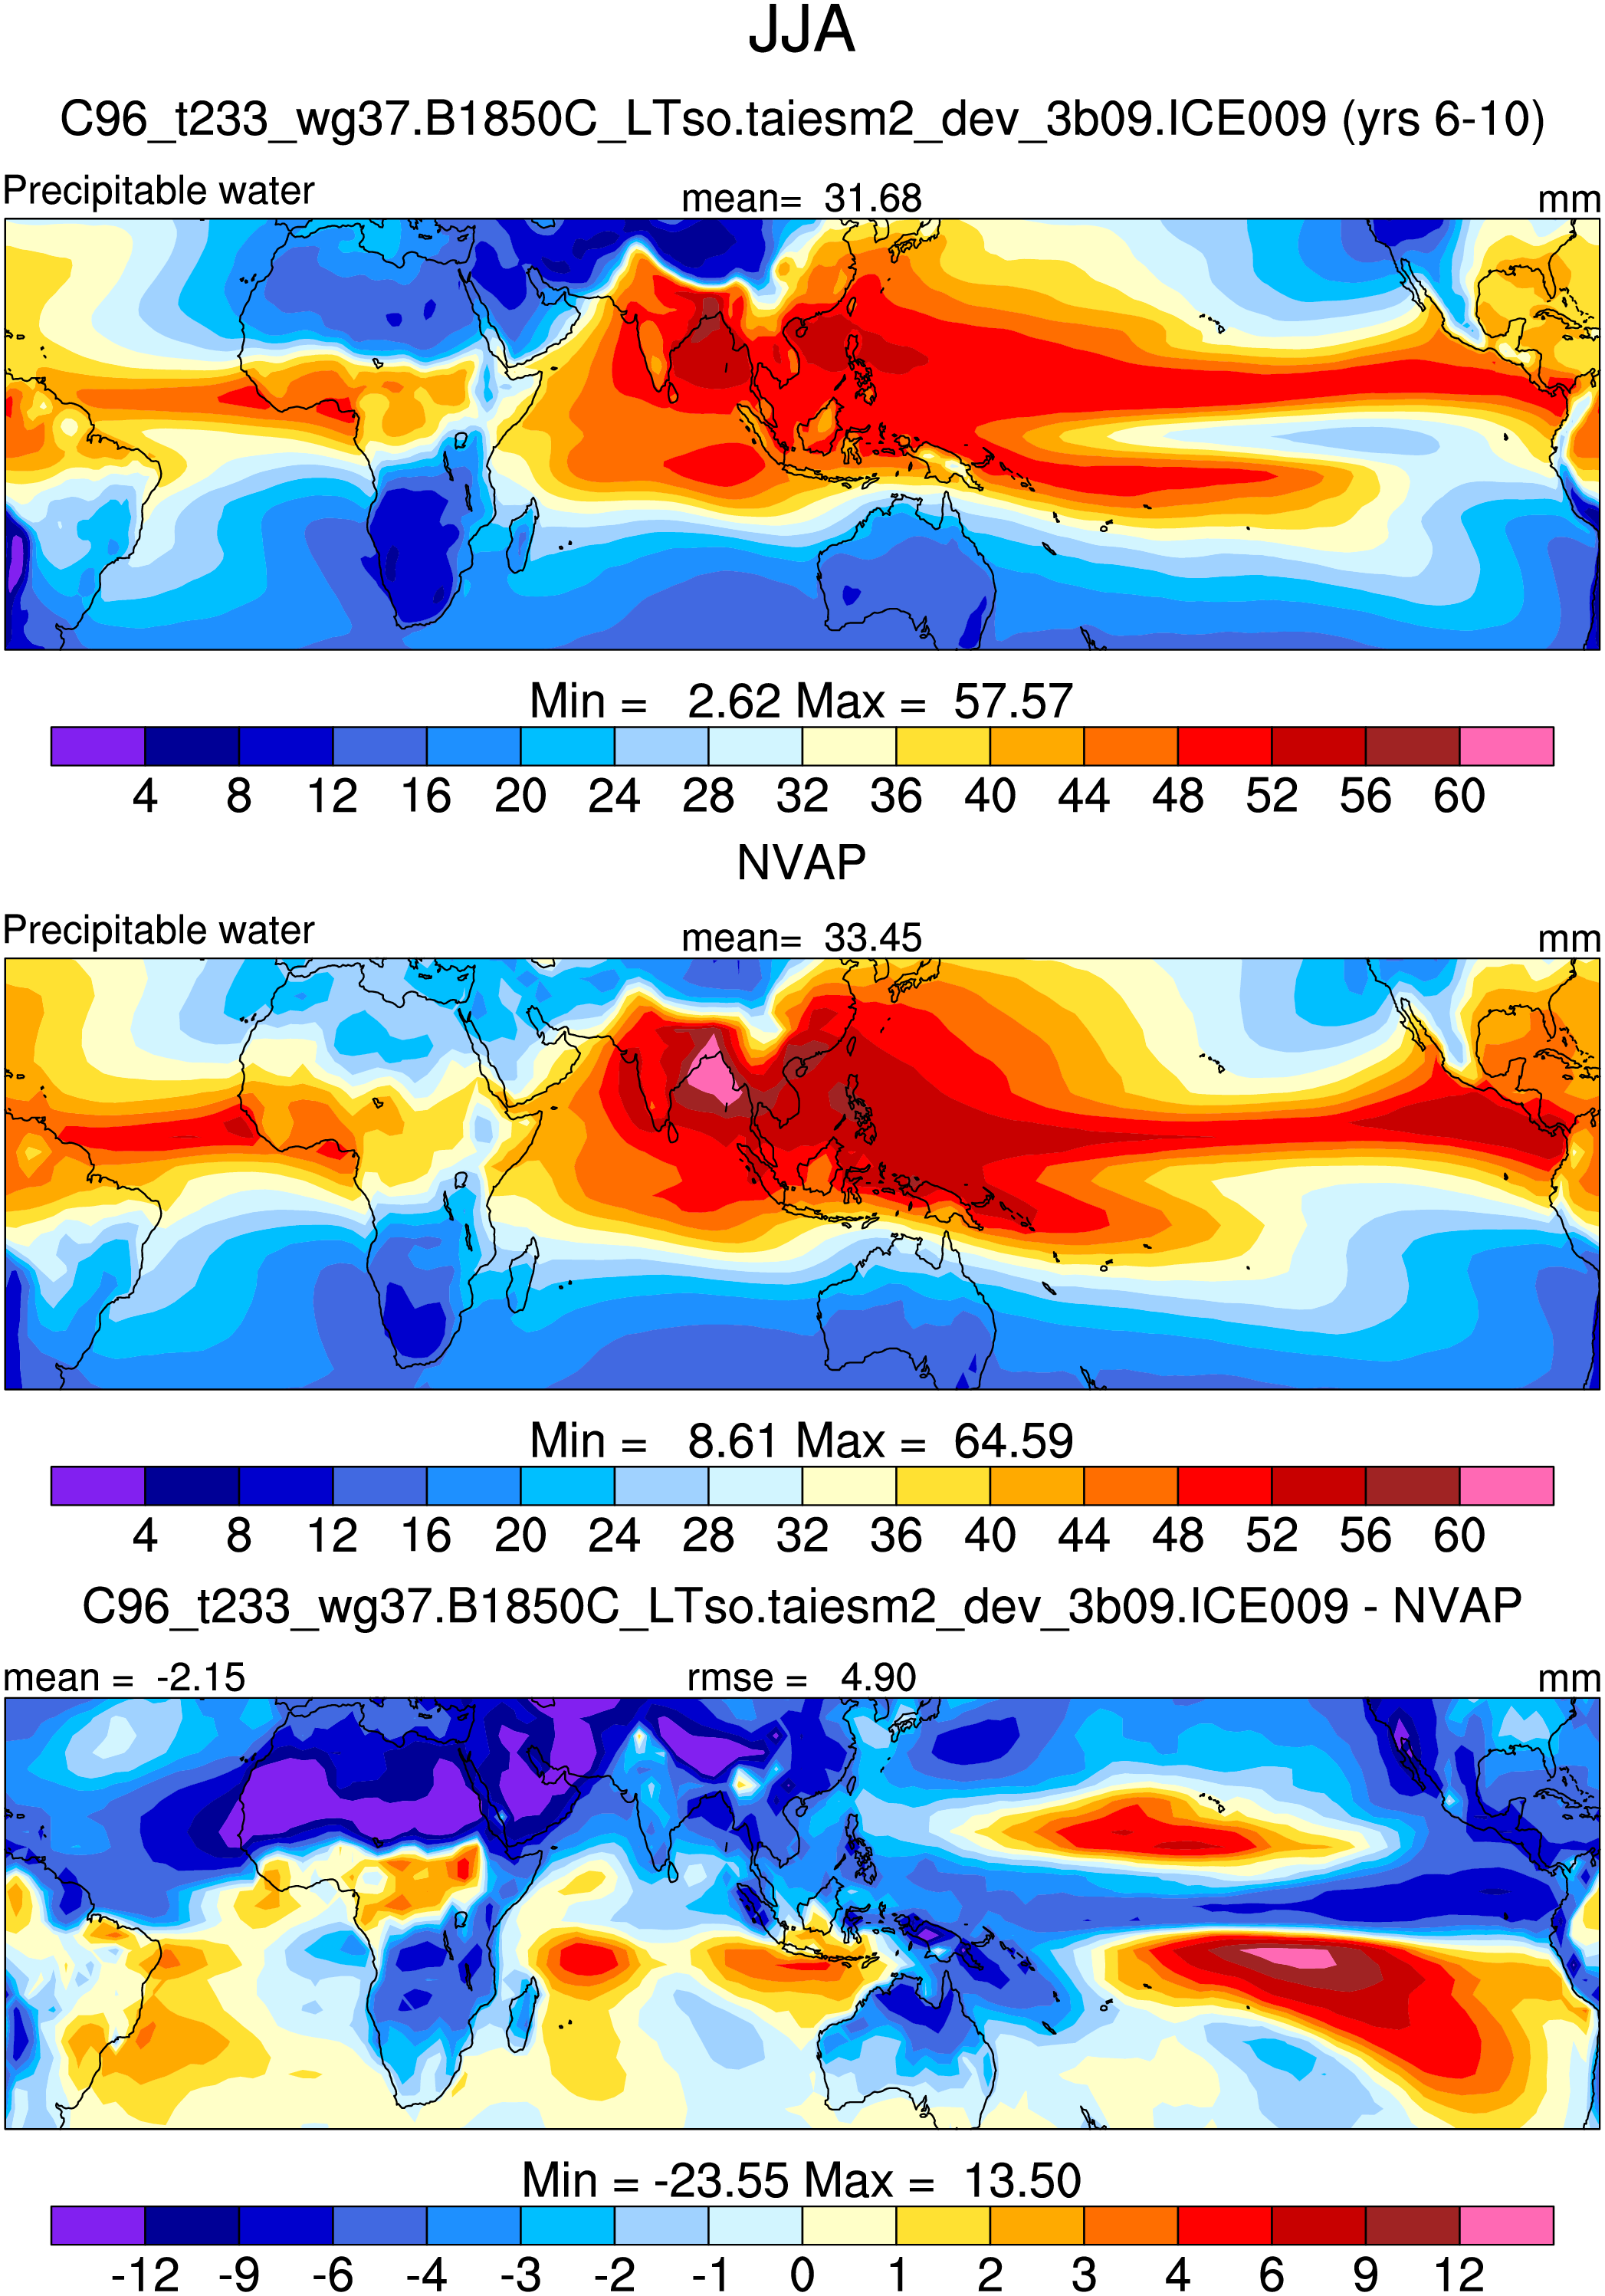 JJA
C96_t233_wg37.B1850C_LTso.taiesm2_dev_3b09.ICE009 (yrs 6-10)
Precipitable water mean= 31.68 mm
Min = 2.62 Max = 57.57
4 8 12 16 20 24 28 32 36 40 44 48 52 56 60
NVAP
Precipitable water mean= 33.45 mm
Min = 8.61 Max = 64.59
4 8 12 16 20 24 28 32 36 40 44 48 52 56 60
C96_t233_wg37.B1850C_LTso.taiesm2_dev_3b09.ICE009 - NVAP
mean = -2.15 rmse = 4.90 mm
Min = -23.55 Max = 13.50
-12 -9 -6 -4 -3 -2 -1 0 1 2 3 4 6 9 12